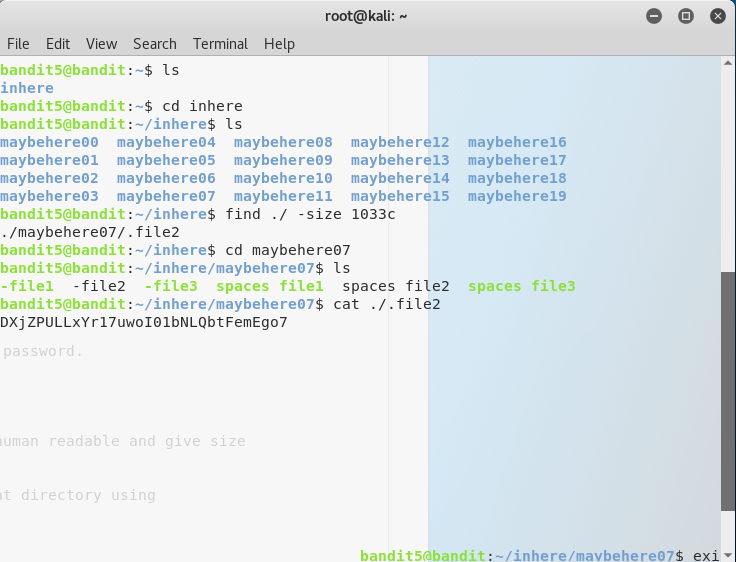 root@kali: ~
File Edit View Search Terminal Help
bandit5@bandit:~$ ls
inhere
bandit5@bandit:~$ cd inhere
bandit5@bandit:~/inhere$ ls
maybehere00 maybehere04 maybehere08 maybehere12 maybehere16
maybehere01 maybehere05 maybehere09 maybehere13 maybehere17
maybehere02 maybehere06 maybehere10 maybehere14 maybehere18
maybehere03 maybehere07 maybehere11 maybehere15 maybehere19
bandit5@bandit:~/inhere$ find ./ -size 1033c
./maybehere07/.file2
bandit5@bandit:~/inhere$ cd maybehere07
bandit5@bandit:~/inhere/maybehere07$ ls
-file1 -file2 -file3 spaces file1 spaces file2 spaces file3
bandit5@bandit:~/inhere/maybehere07$ cat ./.file2
DXjZPULLxYr17uwoI01bNLQbtFemEgo7
password.
human readable and give size
at directory using
bandit5@bandit:~/inhere/maybehere07$ exi